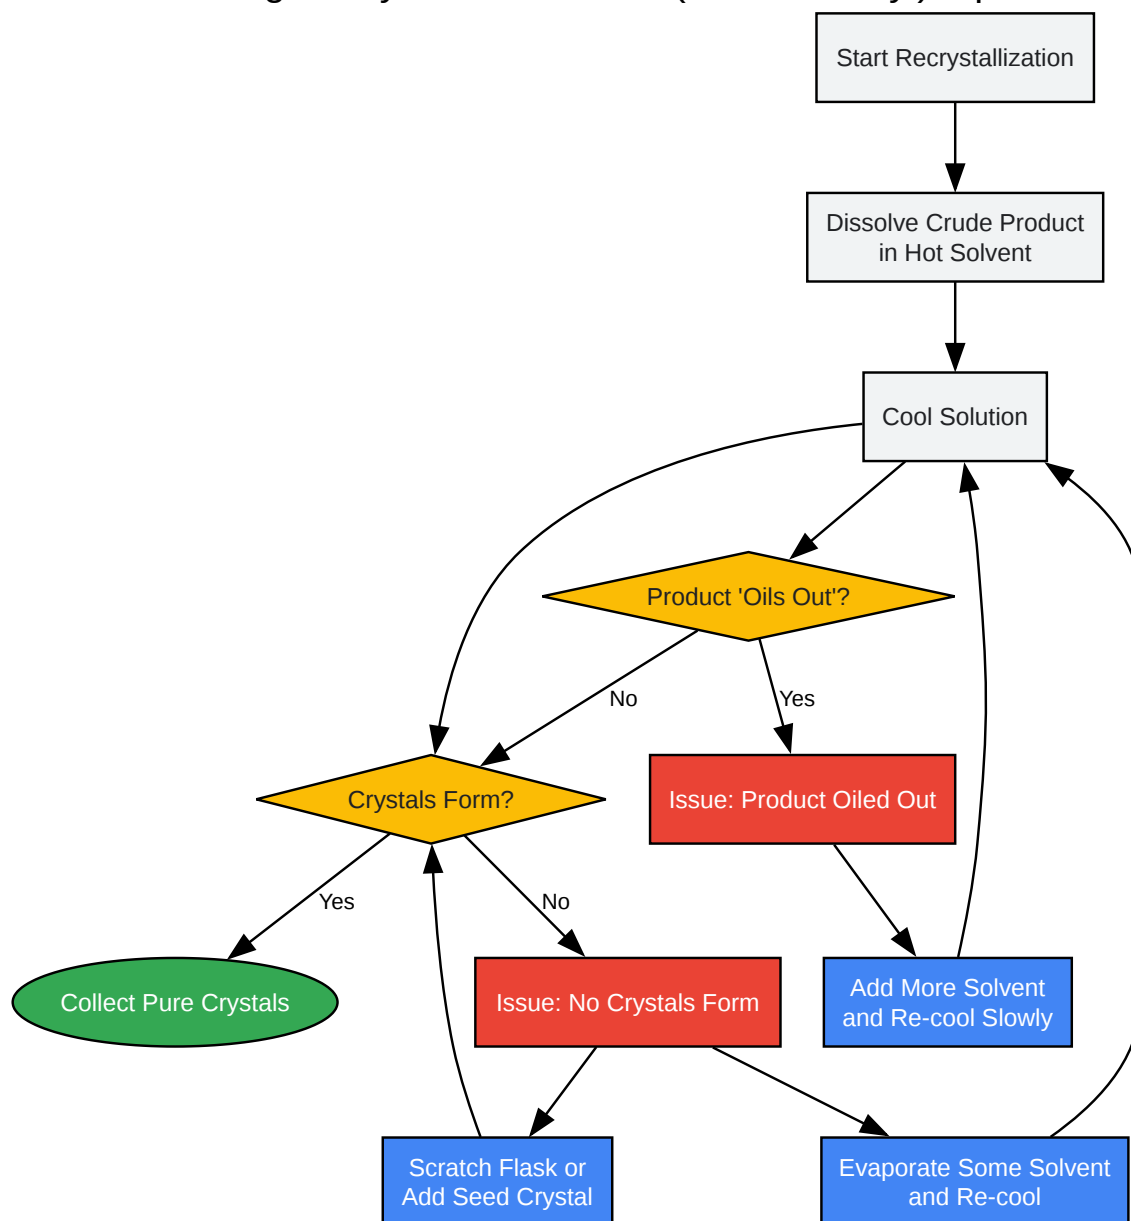 Start Recrystallization
Dissolve Crude Product
in Hot Solvent
Cool Solution
Product 'Oils Out'?
No
Yes
Crystals Form?
Issue: Product Oiled Out
Yes
No
Collect Pure Crystals
Issue: No Crystals Form
Add More Solvent
and Re-cool Slowly
Scratch Flask or
Add Seed Crystal
Evaporate Some Solvent
and Re-cool